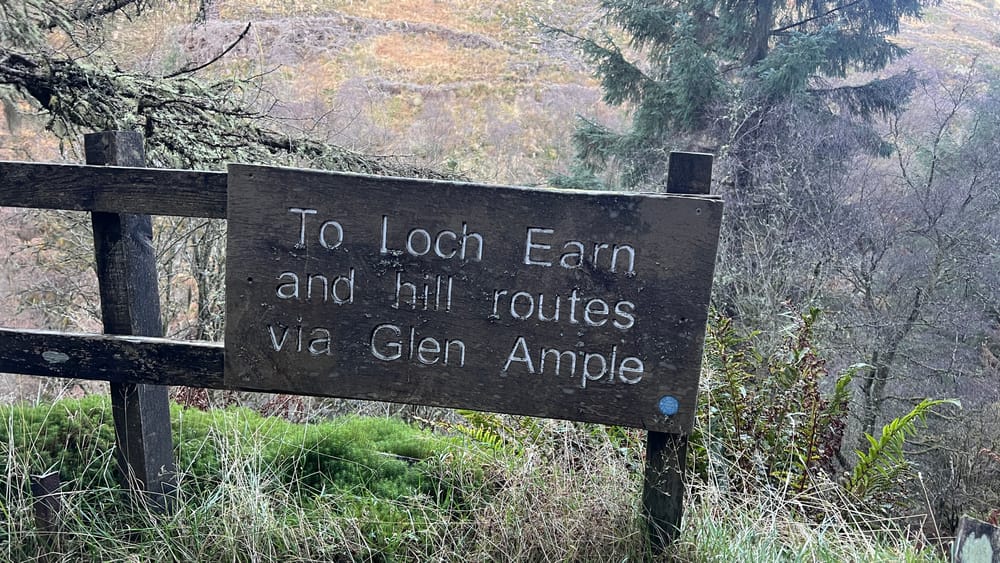 To Loch Earn
and hill routes
via Glen Ample